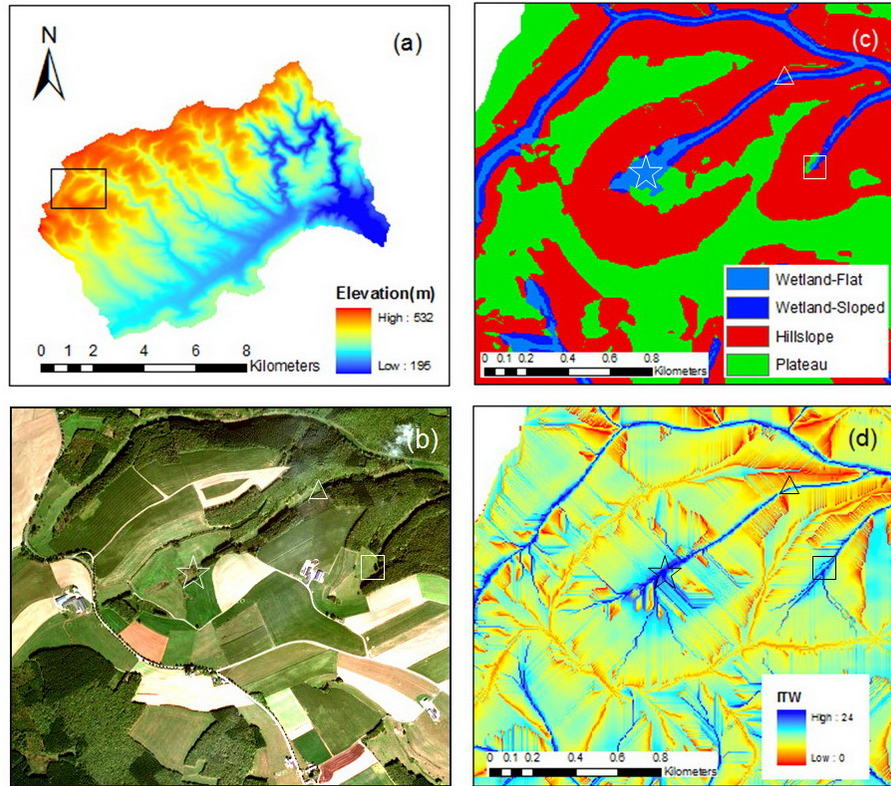 (a)
N
Elevation(m)
High : 532
Low : 195
0 1 2 4 6 8
Kilometers
(c)
Wetland-Flat
Wetland-Sloped
Hillslope
Plateau
0 0.1 0.2 0.4 0.6 0.8
Kilometers
(b)
(d)
ITW
High : 24
Low : 0
0 0.1 0.2 0.4 0.6 0.8
Kilometers